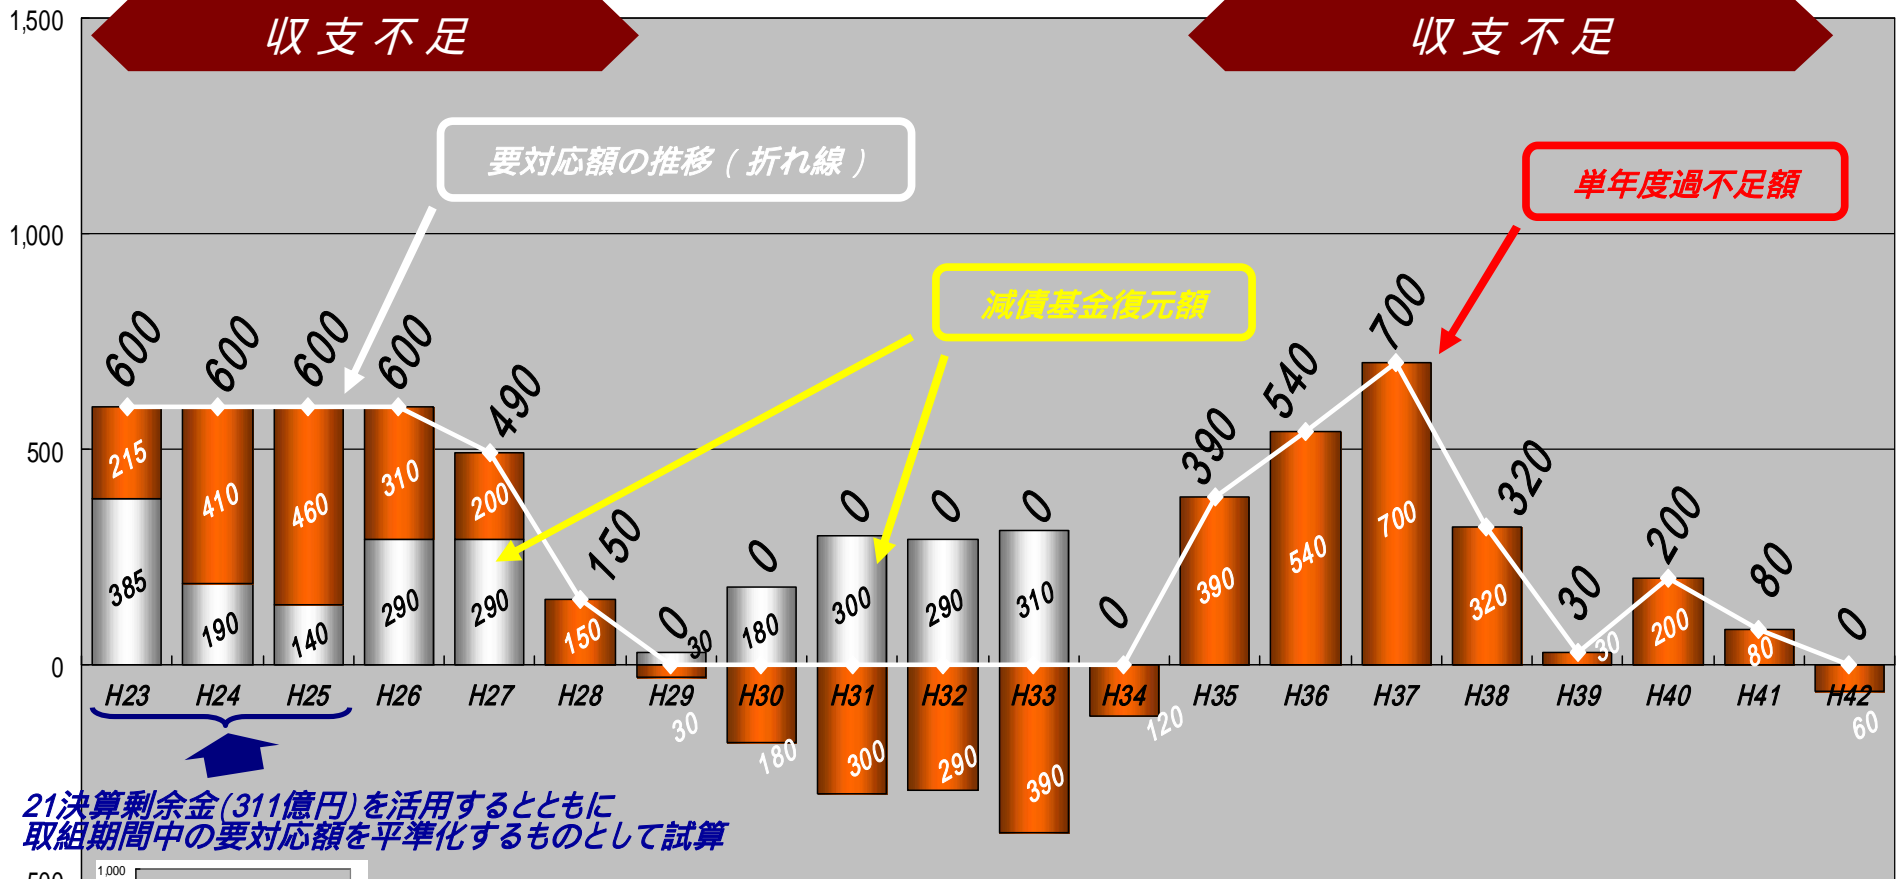 1,500
収支不足
収支不足
要対応額の推移（折れ線）
単年度過不足額
1,000
減債基金復元額
600
600
600
600
490
150
0
0
0
0
0
0
390
540
700
320
30
200
80
0
500
215
410
460
310
200
385
190
140
290
290
150
30
180
300
290
310
390
540
700
320
30
200
80
0
H23
H24
H25
H26
H27
H28
H29
H30
H31
H32
H33
H34
H35
H36
H37
H38
H39
H40
H41
H42
30
180
300
290
390
120
60
21決算剰余金(311億円)を活用するとともに
取組期間中の要対応額を平準化するものとして試算
1,000